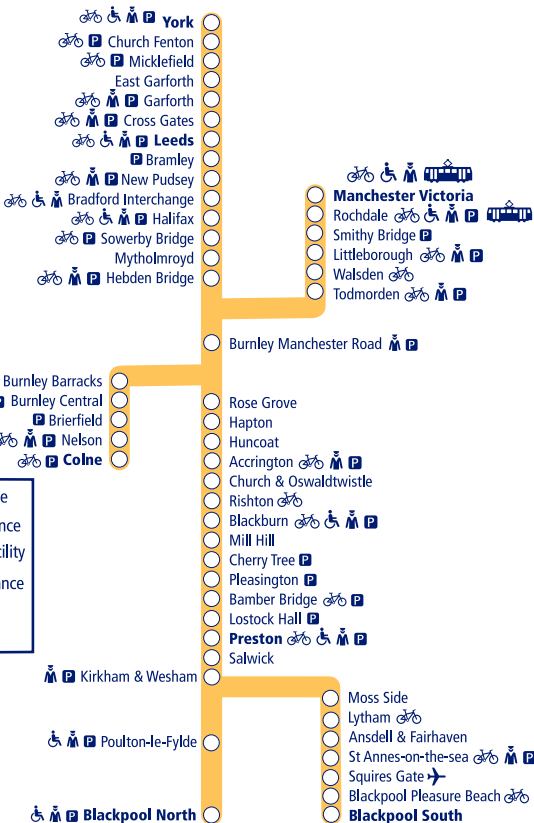 York
Church Fenton
Micklefield
East Garforth
Garforth
Cross Gates
Leeds
Bramley
New Pudsey
Bradford Interchange
Halifax
Sowerby Bridge
Mytholmroyd
Hebden Bridge
Manchester Victoria
Rochdale
Smithy Bridge
Littleborough
Walsden
Todmorden
Burnley Manchester Road
Burnley Barracks
Burnley Central
Brierfield
Nelson
Colne
Rose Grove
Hapton
Huncoat
Accrington
Church & Oswaldtwistle
Rishton
Blackburn
Mill Hill
Cherry Tree
Pleasington
Bamber Bridge
Lostock Hall
Preston
Salwick
Kirkham & Wesham
Poulton-le-Fylde
Blackpool North
Moss Side
Lytham
Ansdell & Fairhaven
St Annes-on-the-sea
Squires Gate
Blackpool Pleasure Beach
Blackpool South